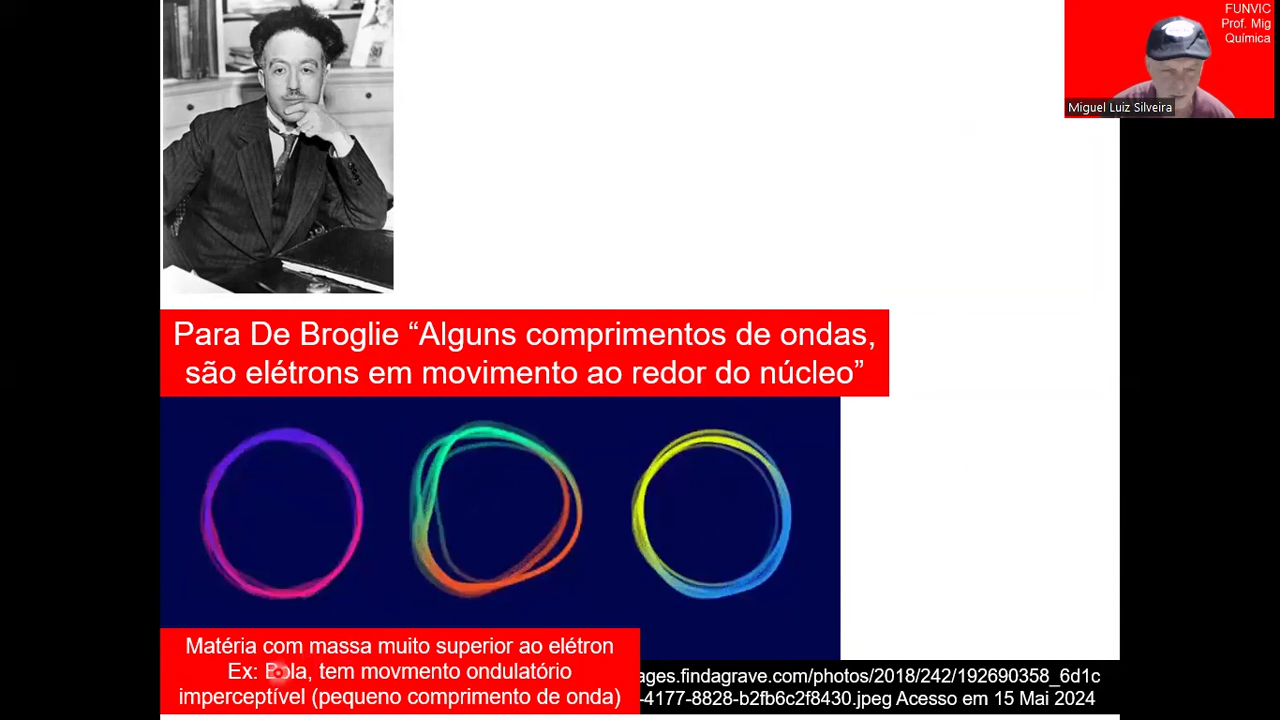 FUNVIC
Prof. Mig
Química
Miguel Luiz Silveira
Para De Broglie “Alguns comprimentos de ondas,
são elétrons em movimento ao redor do núcleo”
Matéria com massa muito superior ao elétron
Ex: Bola, tem movmento ondulatório
imperceptível (pequeno comprimento de onda)
ages.findagrave.com/photos/2018/242/192690358_6d1c
-4177-8828-b2fb6c2f8430.jpeg Acesso em 15 Mai 2024